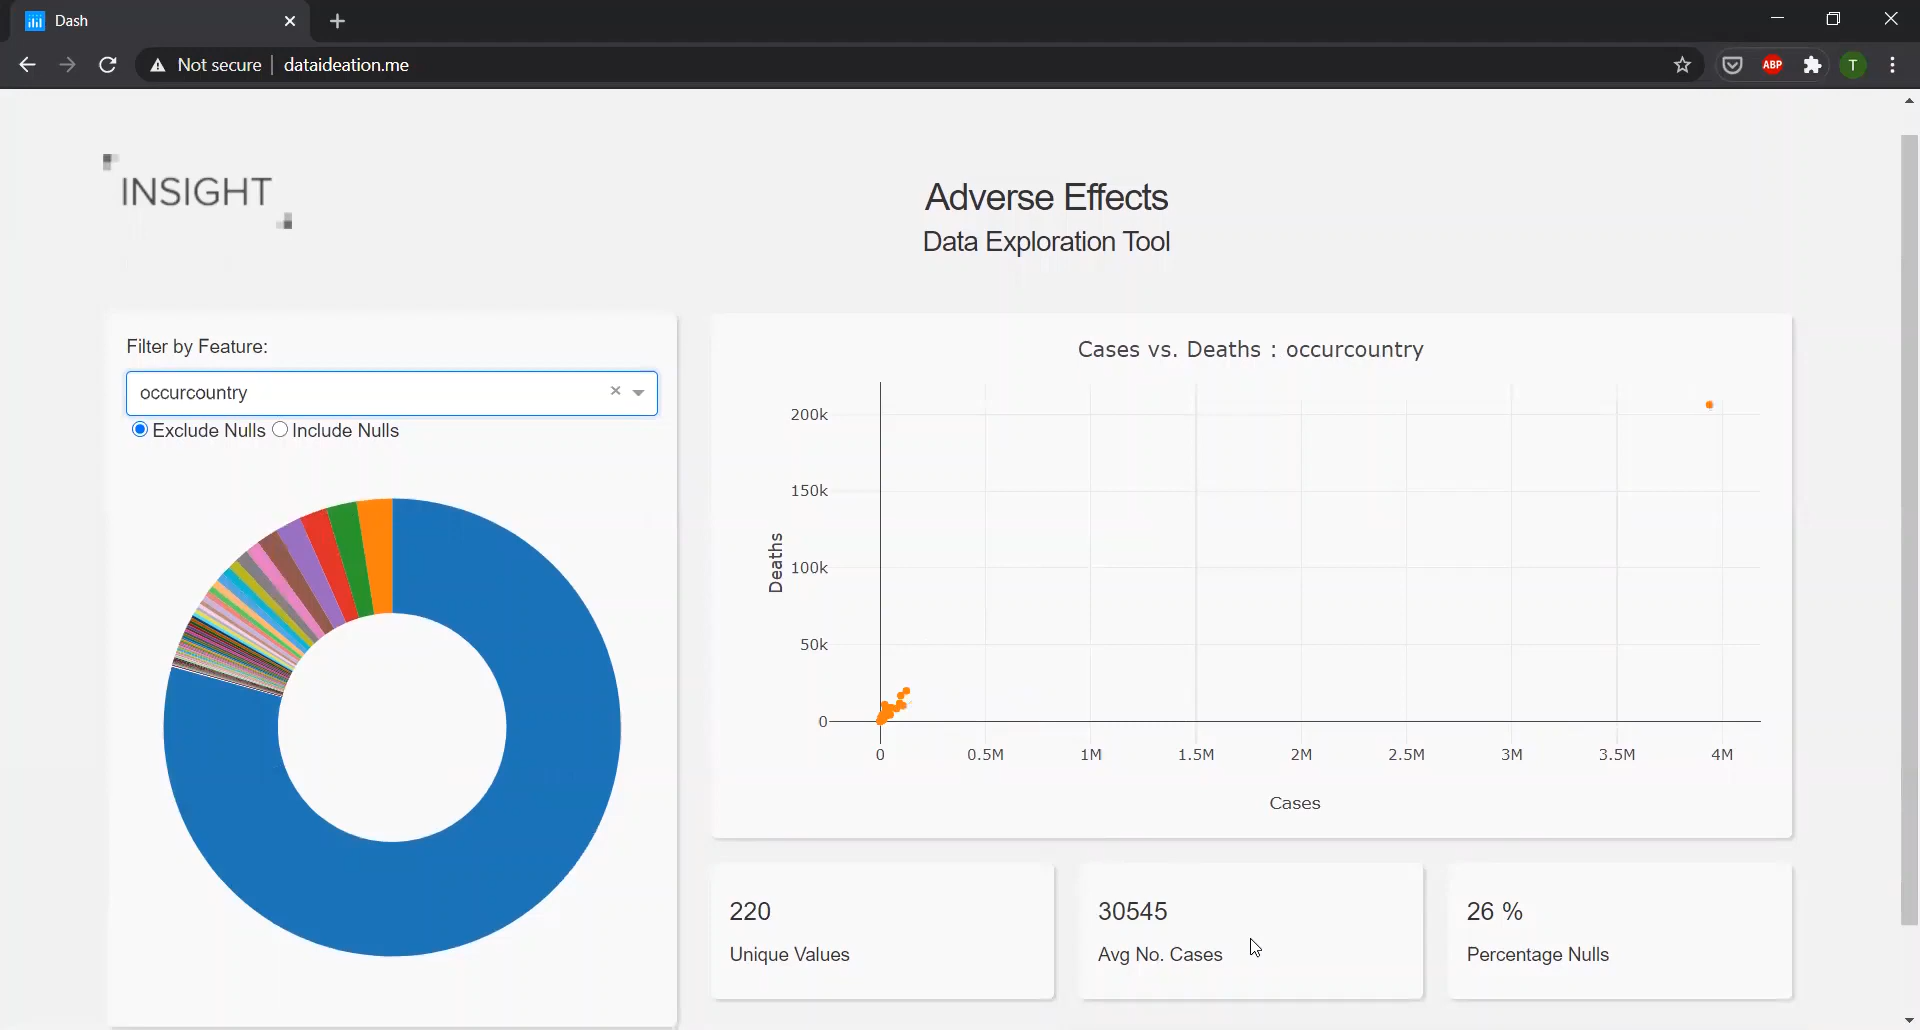 Dash
Not secure
dataideation.me
ABP
T
INSIGHT
Adverse Effects
Data Exploration Tool
Filter by Feature:
occurcountry
Exclude Nulls
Include Nulls
Cases vs. Deaths : occurcountry
200k
150k
100k
50k
0
Deaths
0
0.5M
1M
1.5M
2M
2.5M
3M
3.5M
4M
Cases
220
Unique Values
30545
Avg No. Cases
26 %
Percentage Nulls